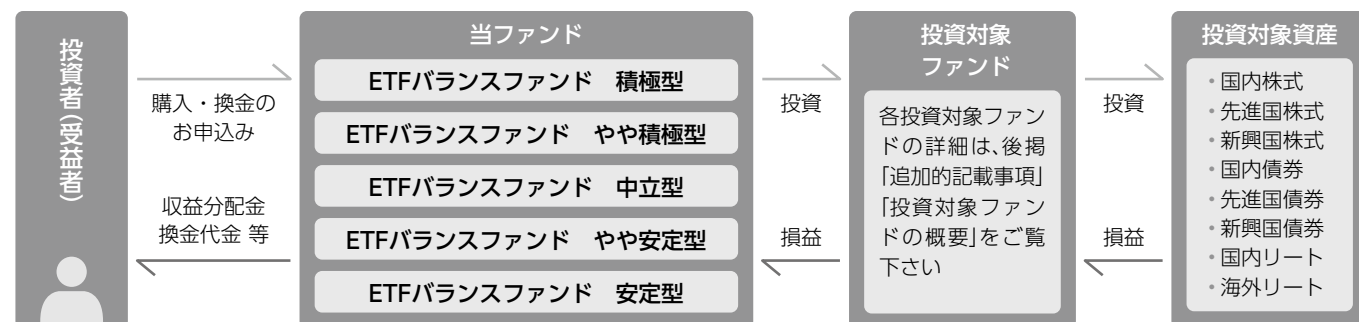 投資者(受益者)
購入・換金の
お申込み
収益分配金
換金代金 等
当ファンド
ETFバランスファンド　積極型
ETFバランスファンド　やや積極型
ETFバランスファンド　中立型
ETFバランスファンド　やや安定型
ETFバランスファンド　安定型
投資
損益
投資対象
ファンド
各投資対象ファン
ドの詳細は、後掲
「追加的記載事項」
「投資対象ファン
ドの概要」をご覧
下さい
投資
損益
投資対象資産
・国内株式
・先進国株式
・新興国株式
・国内債券
・先進国債券
・新興国債券
・国内リート
・海外リート